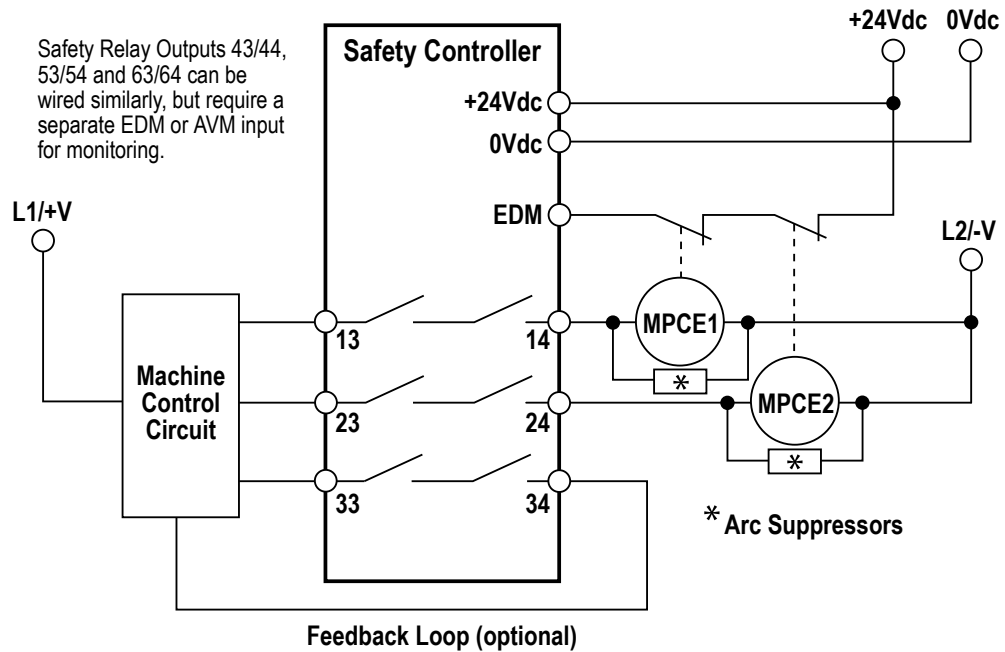 Safety Relay Outputs 43/44,
53/54 and 63/64 can be
wired similarly, but require a
separate EDM or AVM input
for monitoring.
Safety Controller
+24Vdc 0Vdc
+24Vdc
0Vdc
EDM
L1/+V
L2/-V
Machine
Control
Circuit
13
14
MPCE1
*
23
24
MPCE2
*
33
34
* Arc Suppressors
Feedback Loop (optional)